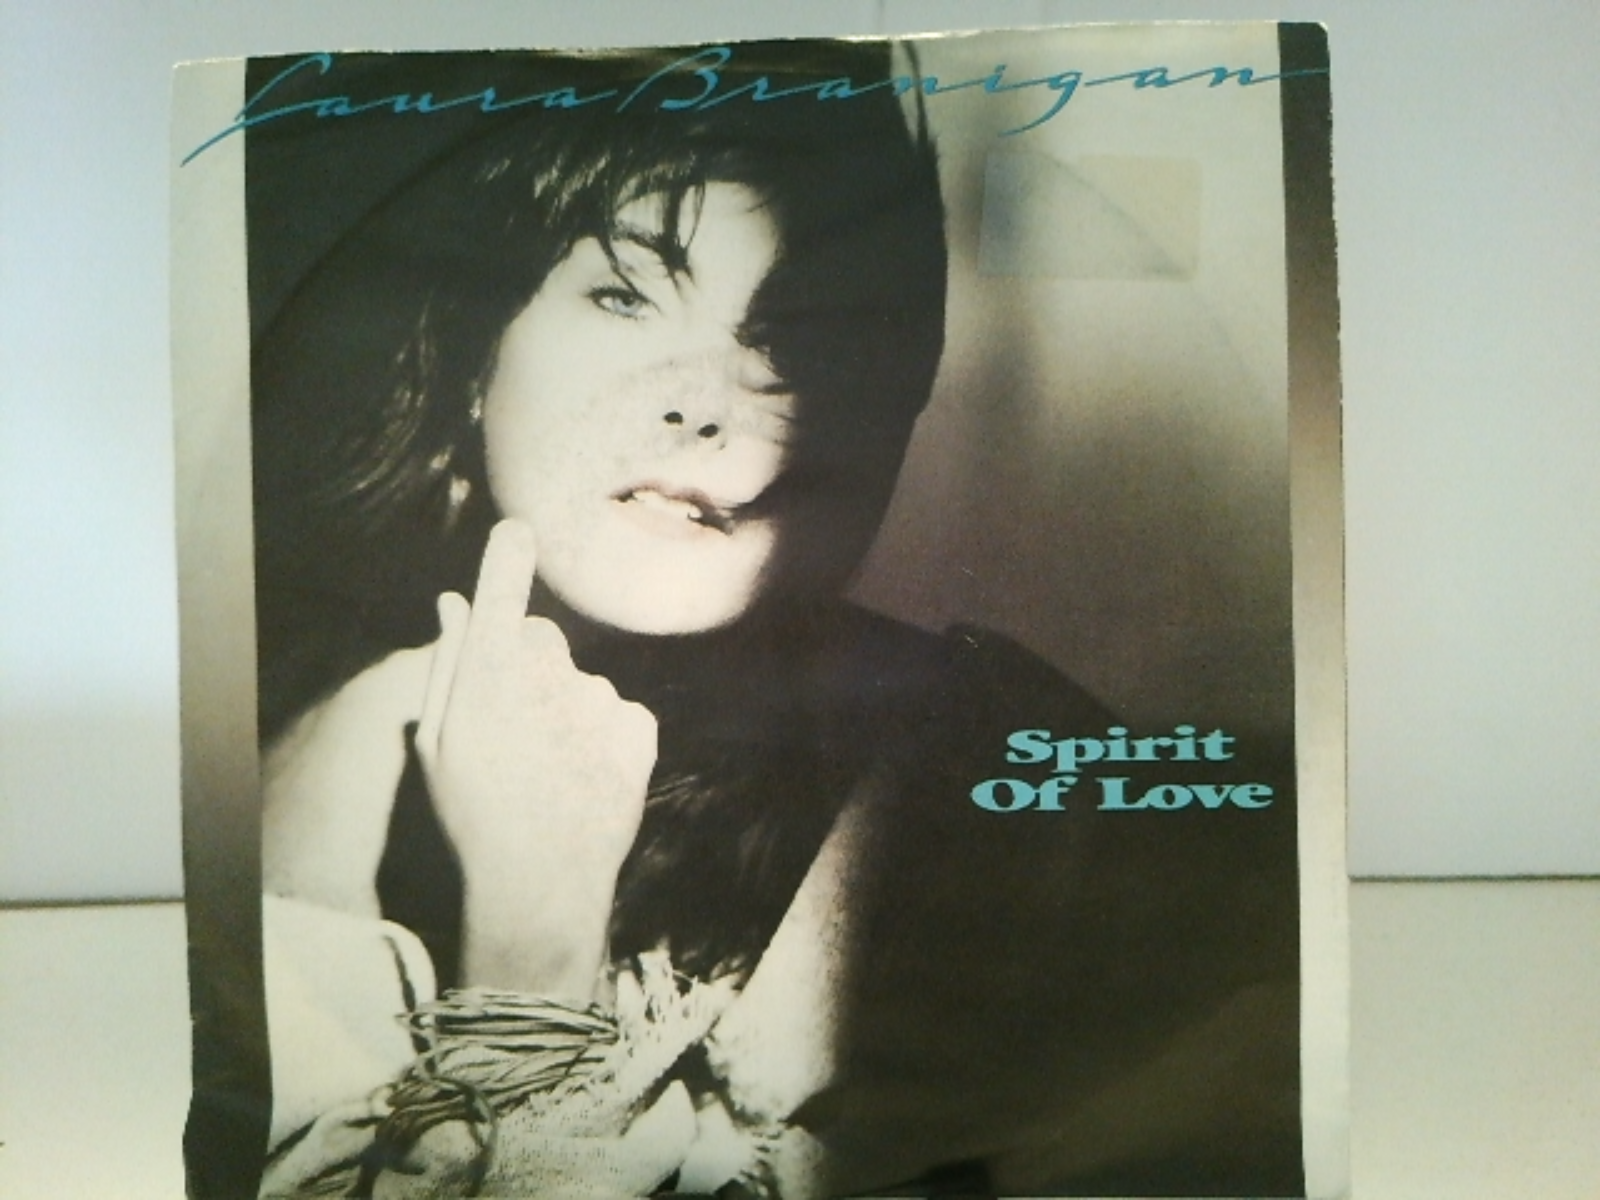 Laura Branigan
Spirit
Of Love